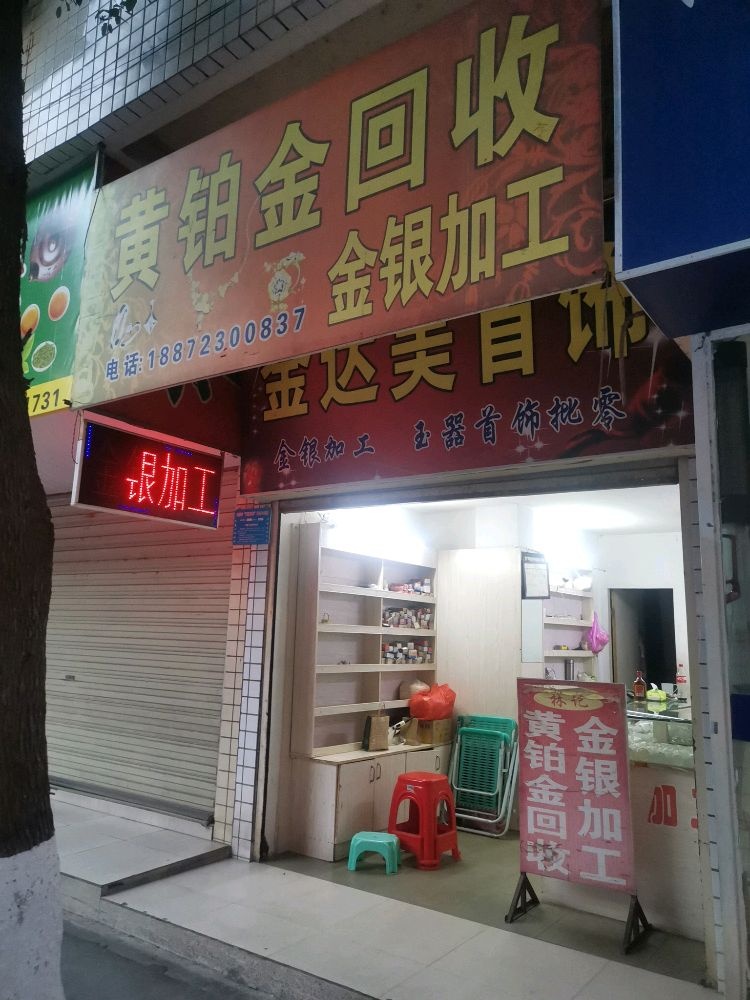 黄铂金回收
金银加工
电话:18872300837
金达美首饰
金银加工 玉器首饰批零
1731
银加工
金银加工
黄铂金回收
加